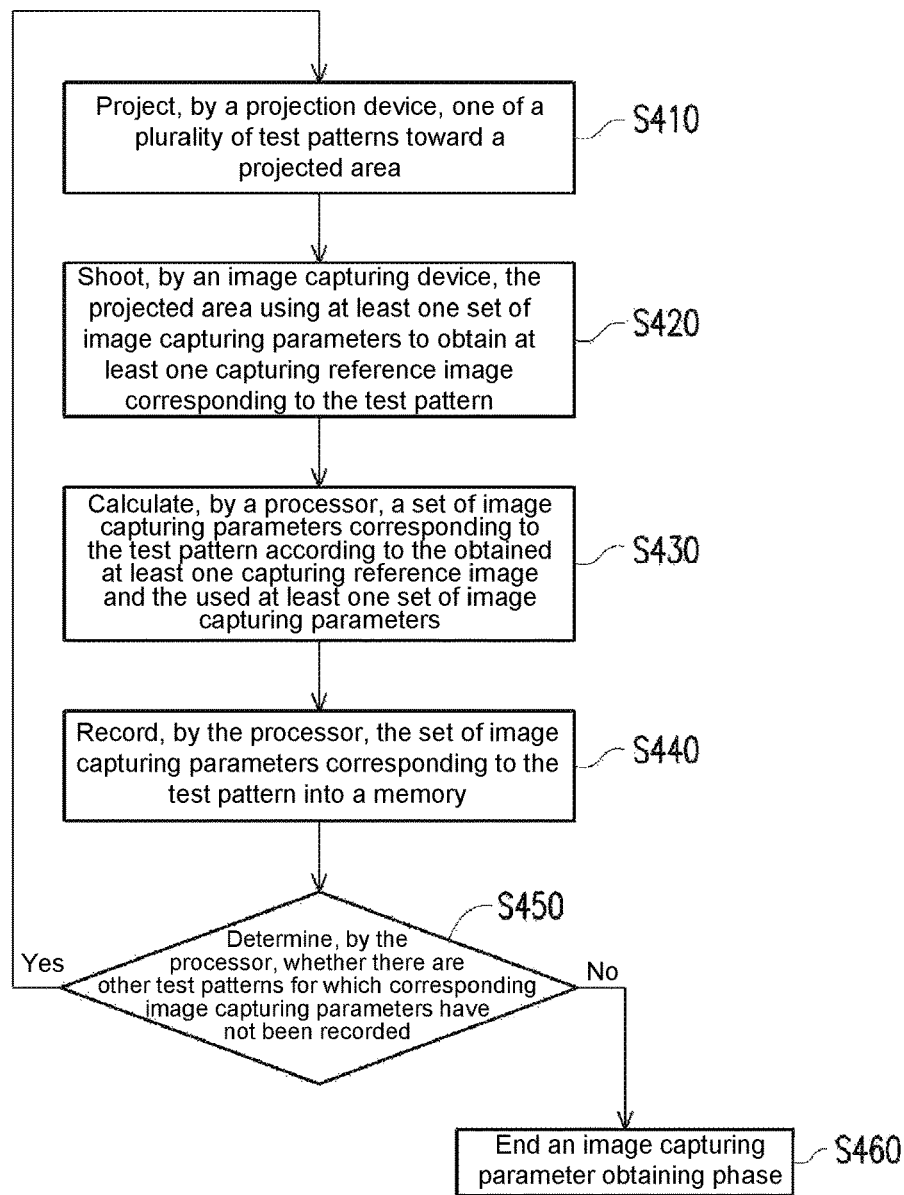 Project, by a projection device, one of a
plurality of test patterns toward a
projected area
S410
Shoot, by an image capturing device, the
projected area using at least one set of
image capturing parameters to obtain at
least one capturing reference image
corresponding to the test pattern
S420
Calculate, by a processor, a set of image
capturing parameters corresponding to
the test pattern according to the obtained
at least one capturing reference image
and the used at least one set of image
capturing parameters
S430
Record, by the processor, the set of image
capturing parameters corresponding to the
test pattern into a memory
S440
S450
Determine, by the
processor, whether there are
other test patterns for which corresponding
image capturing parameters have
not been recorded
Yes
No
End an image capturing
parameter obtaining phase
S460